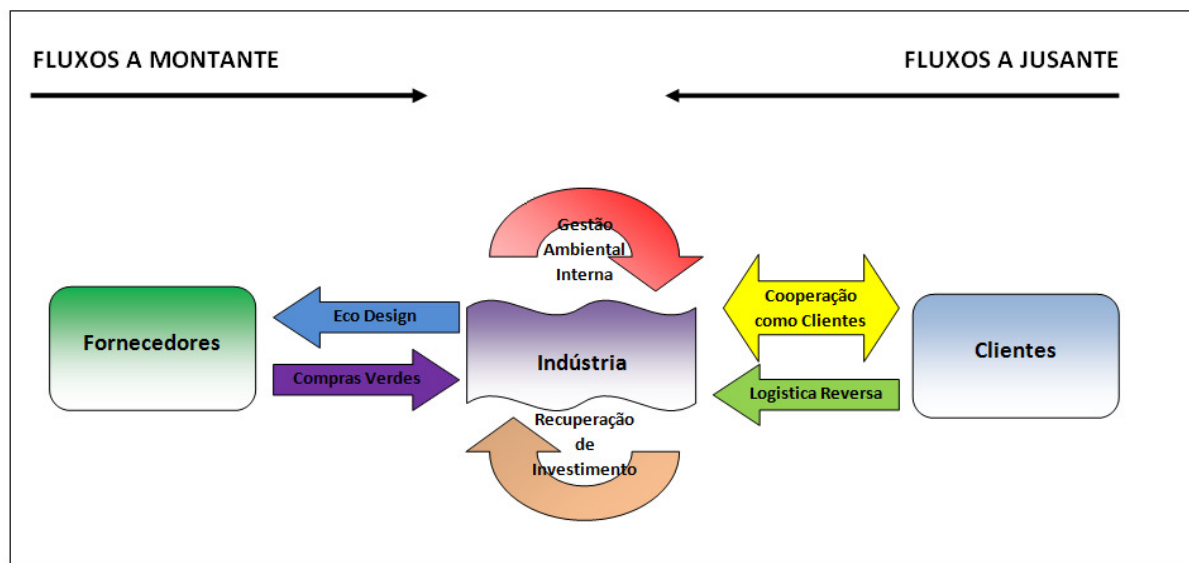 FLUXOS A MONTANTE
FLUXOS A JUSANTE
Gestão
Ambiental
Interna
Fornecedores
Eco Design
Compras Verdes
Indústria
Cooperação
como Clientes
Logistica Reversa
Clientes
Recuperação
de
Investimento